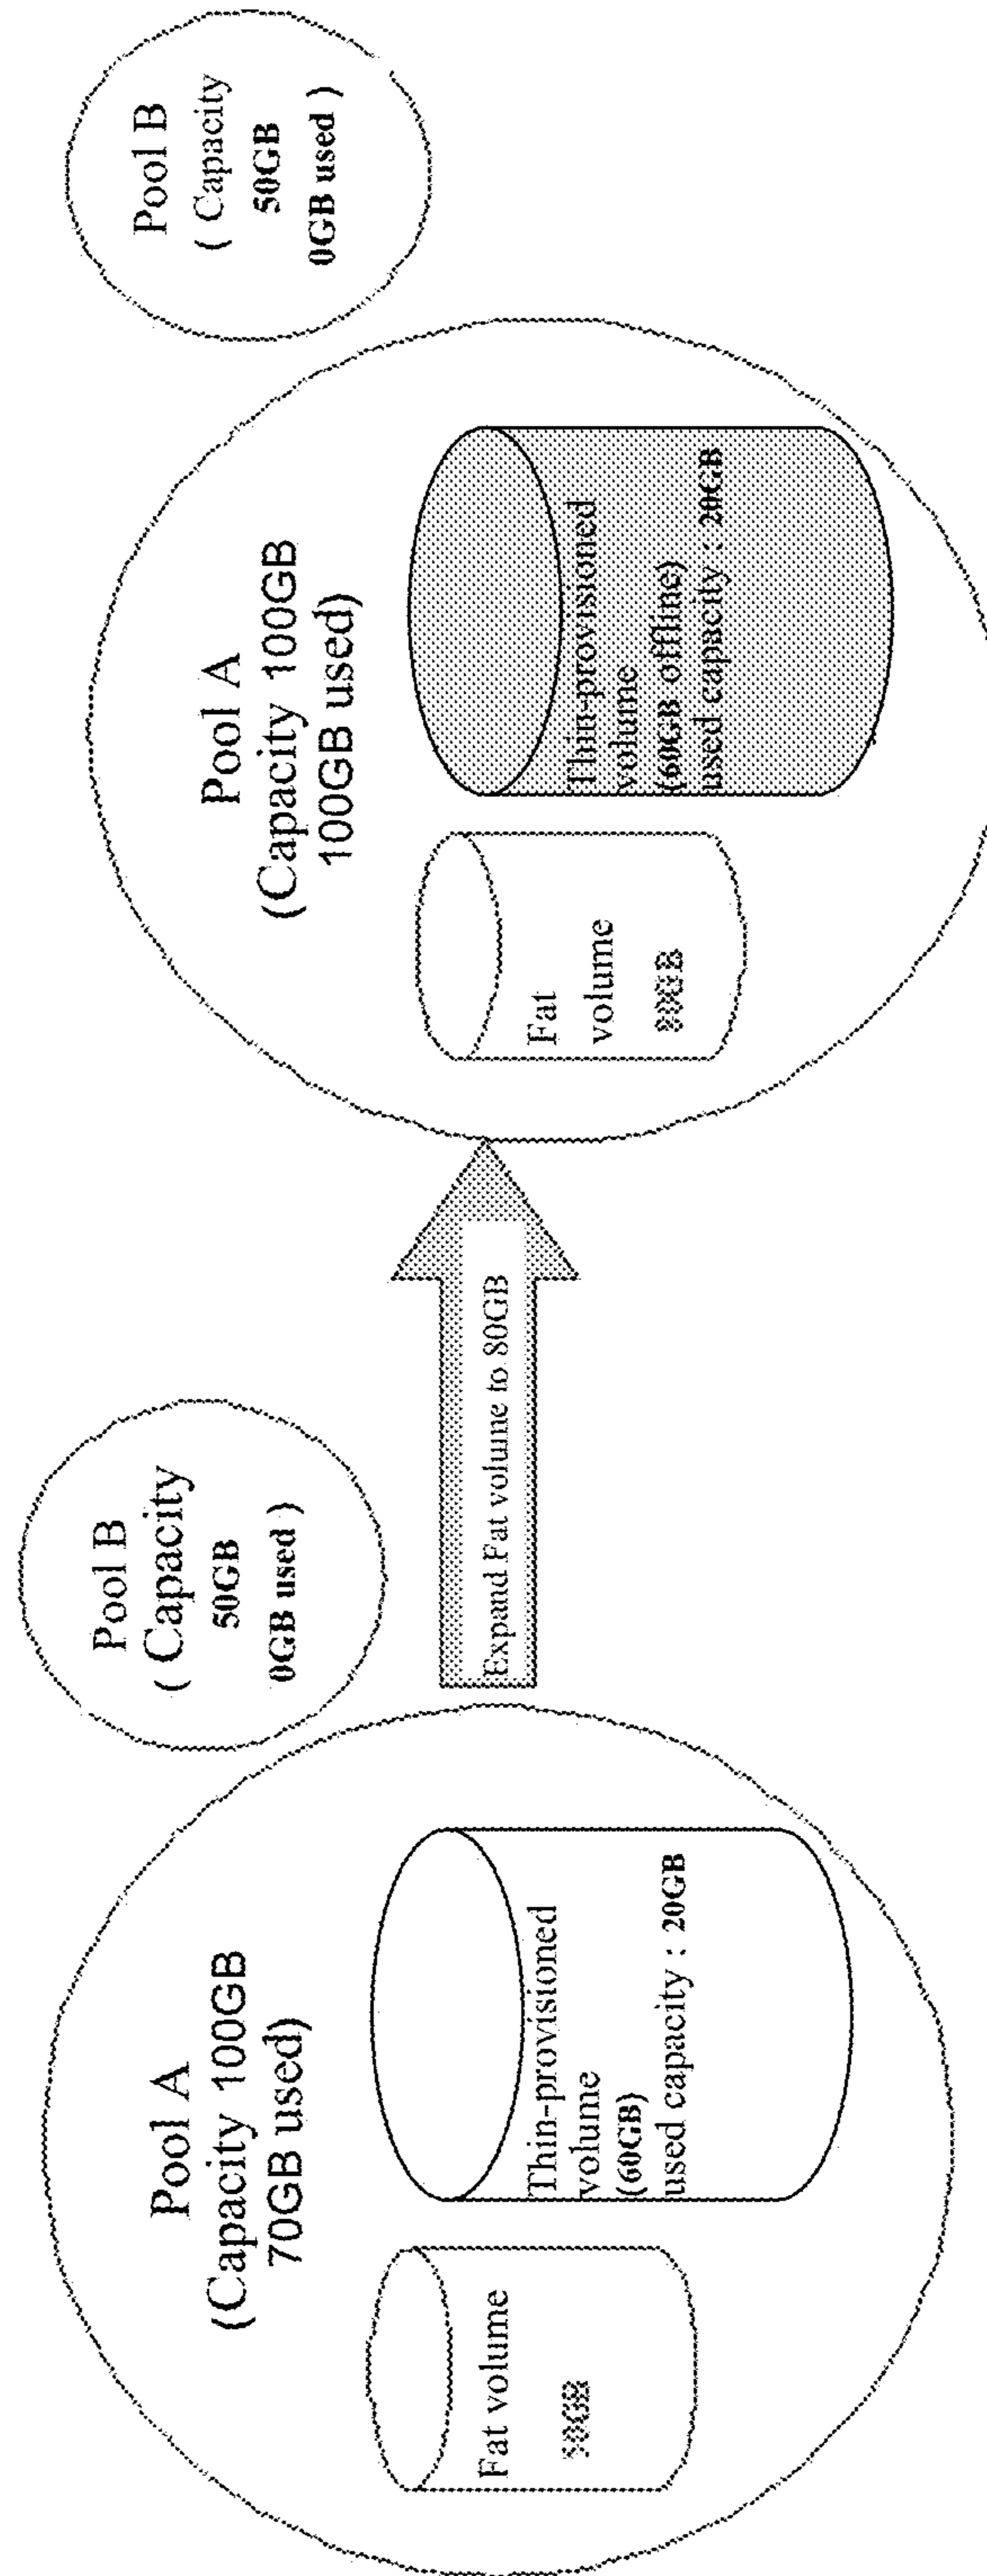 Pool A
(Capacity 100GB
70GB used)
Fat volume
50GB
Thin-provisioned
volume
(60GB)
used capacity : 20GB
Pool B
( Capacity
50GB
0GB used )
Expand Fat volume to 80GB
Pool A
(Capacity 100GB
100GB used)
Fat
volume
80GB
Thin-provisioned
volume
(60GB offline)
used capacity : 20GB
Pool B
( Capacity
50GB
0GB used )